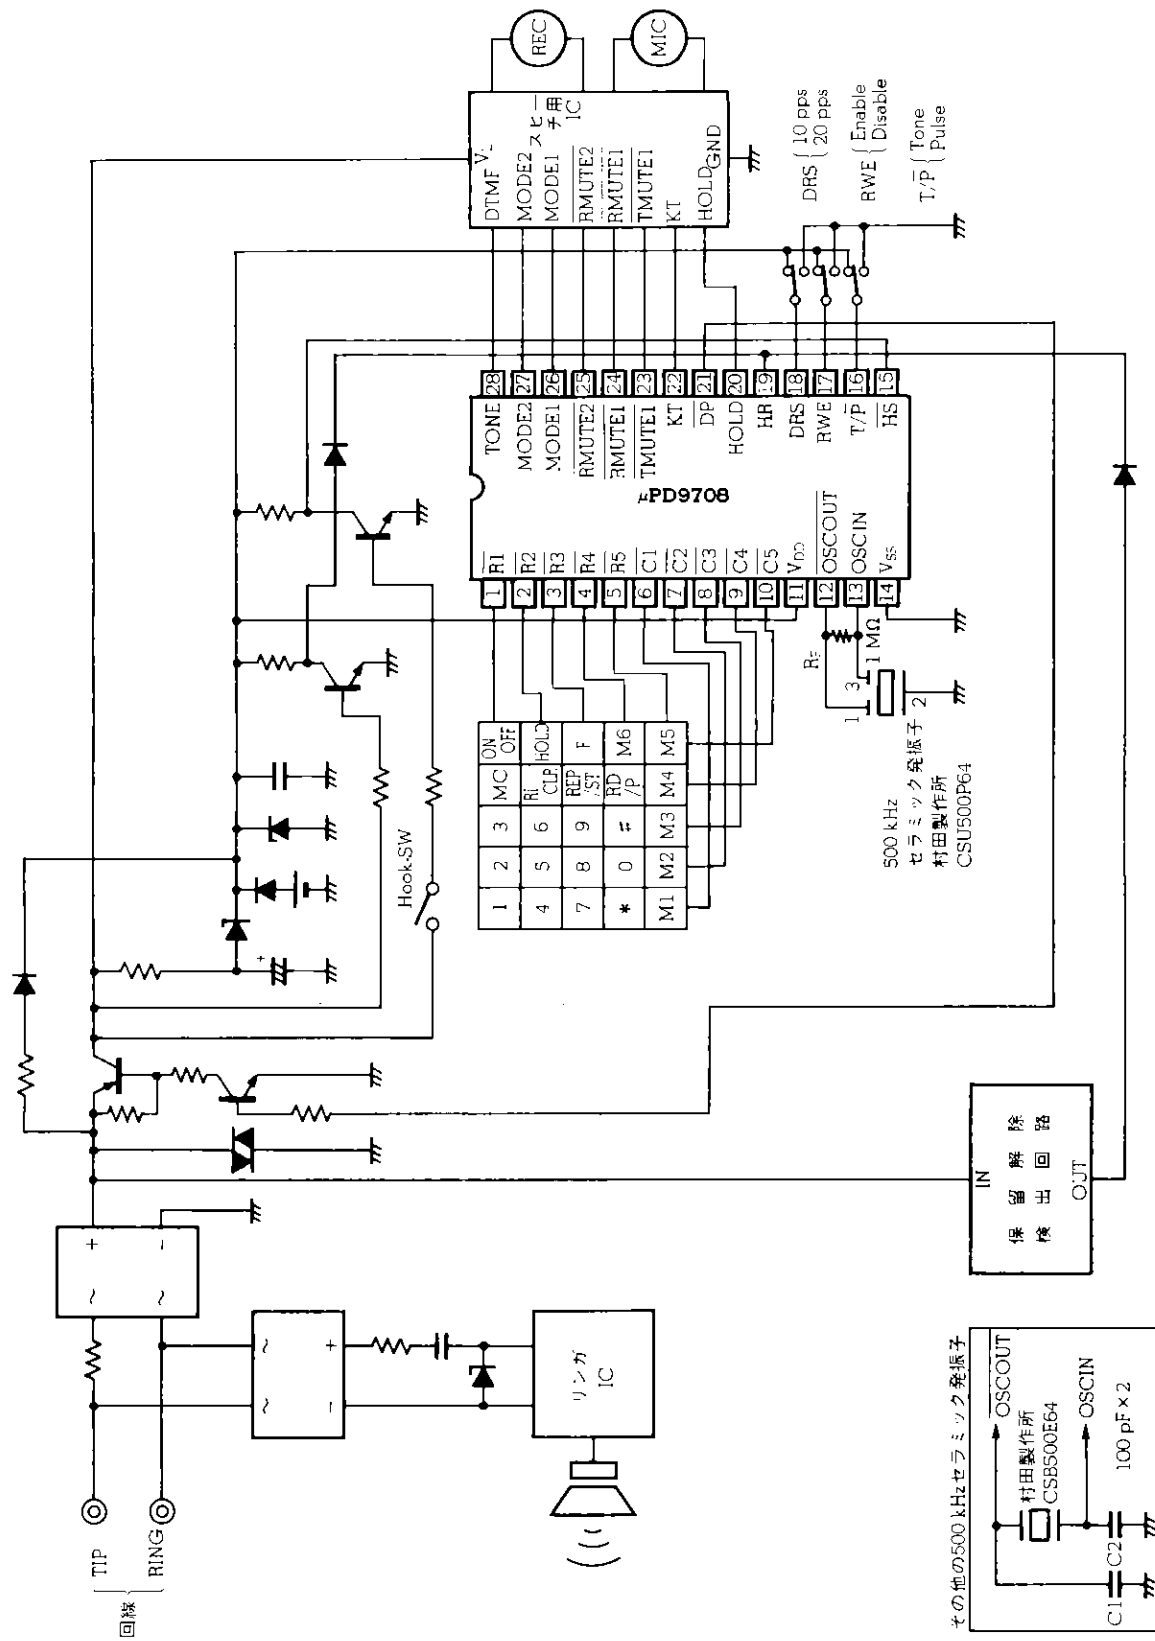 回線
TIP
RING
~
~
+
−
~
~
+
−
リンガ
IC
Hook-SW
+
保留解除
検出回路
IN
OUT
1 2 3 MC ON OFF
4 5 6 RL CLR HOLD
7 8 9 REP /ST F
* 0 # RD /P M6
M1 M2 M3 M4 M5
μPD9708
1 R1
2 R2
3 R3
4 R4
5 R5
6 C1
7 C2
8 C3
9 C4
10 C5
11 VDD
12 OSCOUT
13 OSCIN
14 VSS
28 TONE
27 MODE2
26 MODE1
25 RMUTE2
24 RMUTE1
23 TMUTE1
22 KT
21 DP
20 HOLD
19 HR
18 DRS
17 RWE
16 T/P
15 HS
RF
1 MΩ
1
3
2
500 kHz
セラミック発振子
村田製作所
CSU500P64
DTMF
MODE2
MODE1
RMUTE2
RMUTE1
TMUTE1
KT
HOLD
GND
スピー
チ用
IC
REC
MIC
DRS { 10 pps
20 pps
RWE { Enable
Disable
T/P { Tone
Pulse
その他の500 kHzセラミック発振子
OSCOUT
村田製作所
CSB500E64
OSCIN
C1
C2
100 pF×2